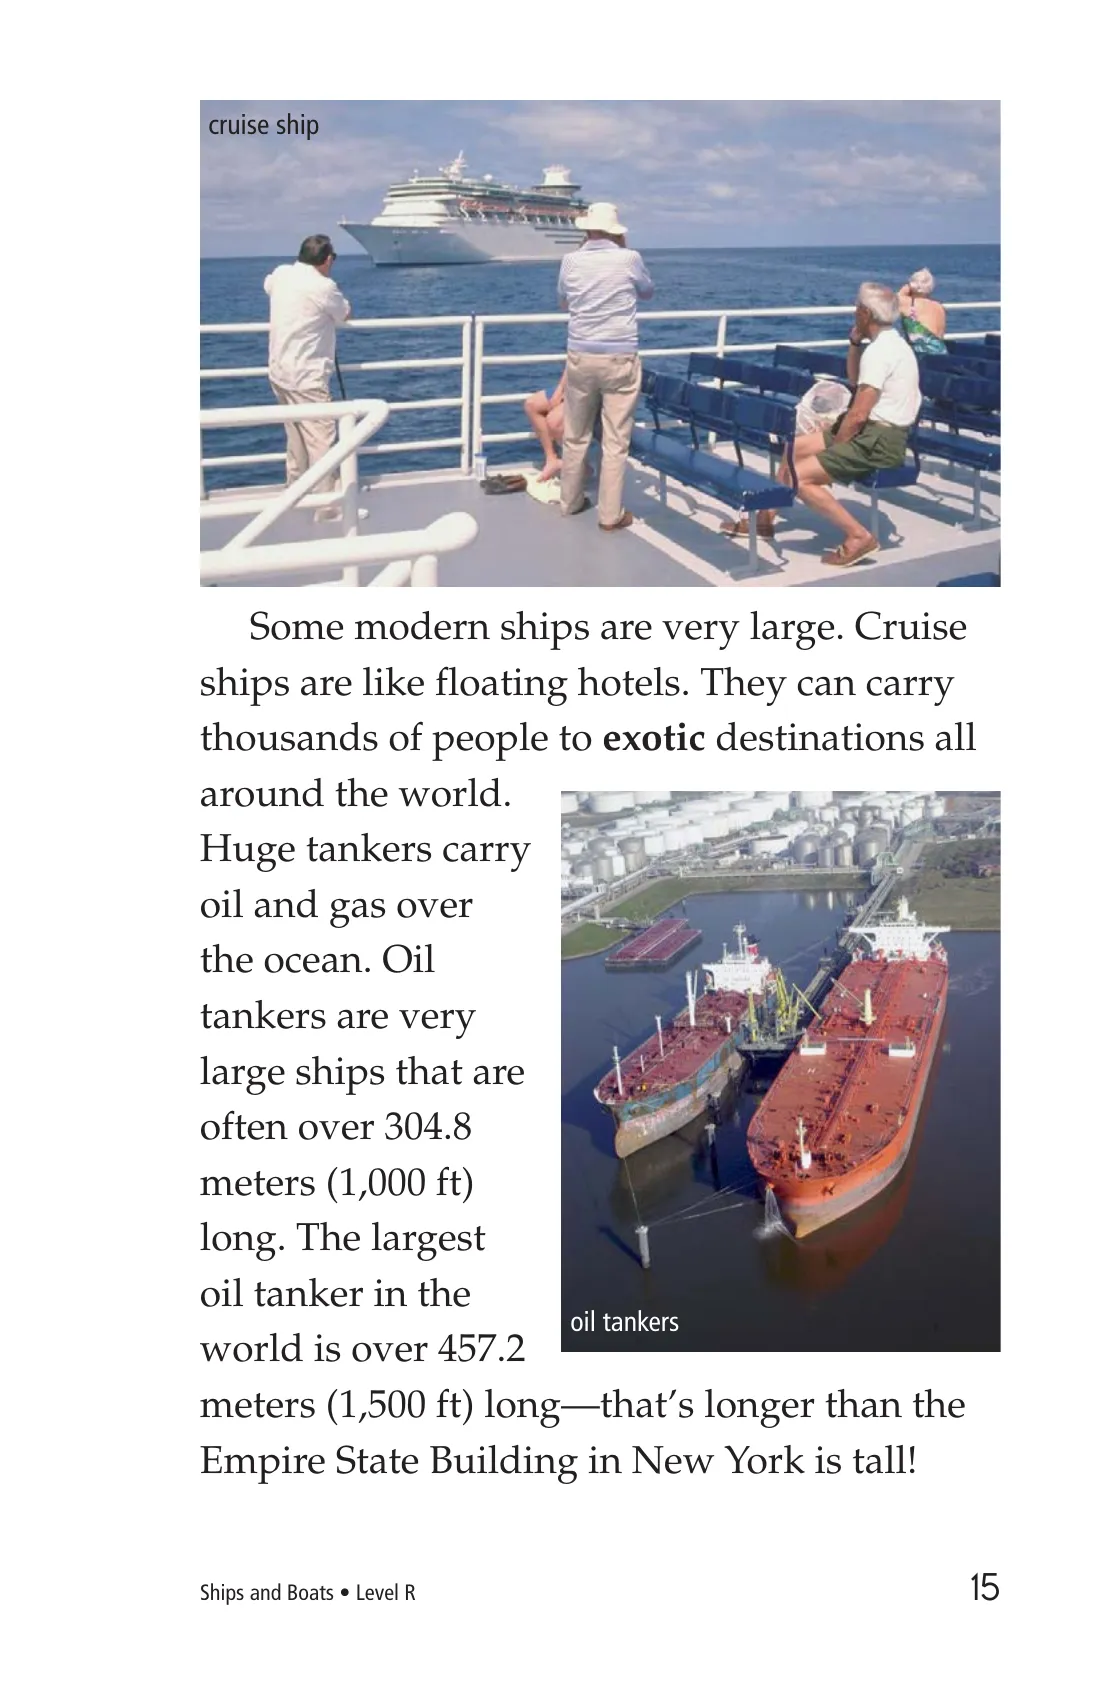 cruise ship
Some modern ships are very large. Cruise
ships are like floating hotels. They can carry
thousands of people to exotic destinations all
around the world.
Huge tankers carry
oil and gas over
the ocean. Oil
tankers are very
large ships that are
often over 304.8
meters (1,000 ft)
long. The largest
oil tanker in the
world is over 457.2
meters (1,500 ft) long—that’s longer than the
Empire State Building in New York is tall!
oil tankers
Ships and Boats • Level R
15